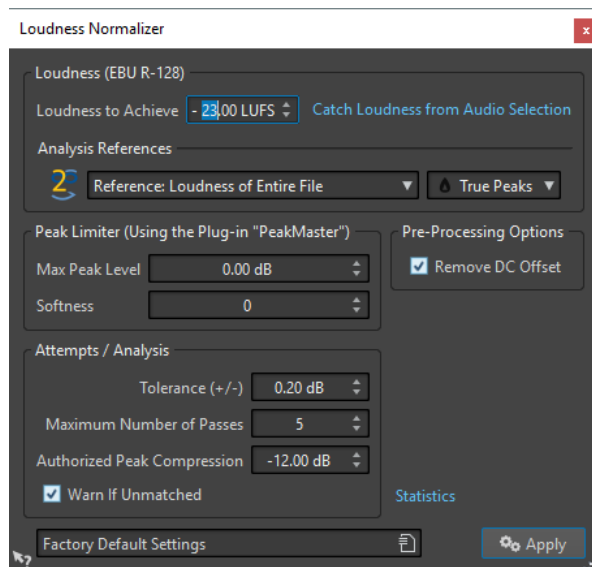 Loudness Normalizer
x
Loudness (EBU R-128)
Loudness to Achieve - 23.00 LUFS Catch Loudness from Audio Selection
Analysis References
2 Reference: Loudness of Entire File True Peaks
Peak Limiter (Using the Plug-in "PeakMaster") Pre-Processing Options
Max Peak Level 0.00 dB Remove DC Offset
Softness 0
Attempts / Analysis
Tolerance (+/-) 0.20 dB
Maximum Number of Passes 5
Authorized Peak Compression -12.00 dB
Warn If Unmatched Statistics
Factory Default Settings Apply
?